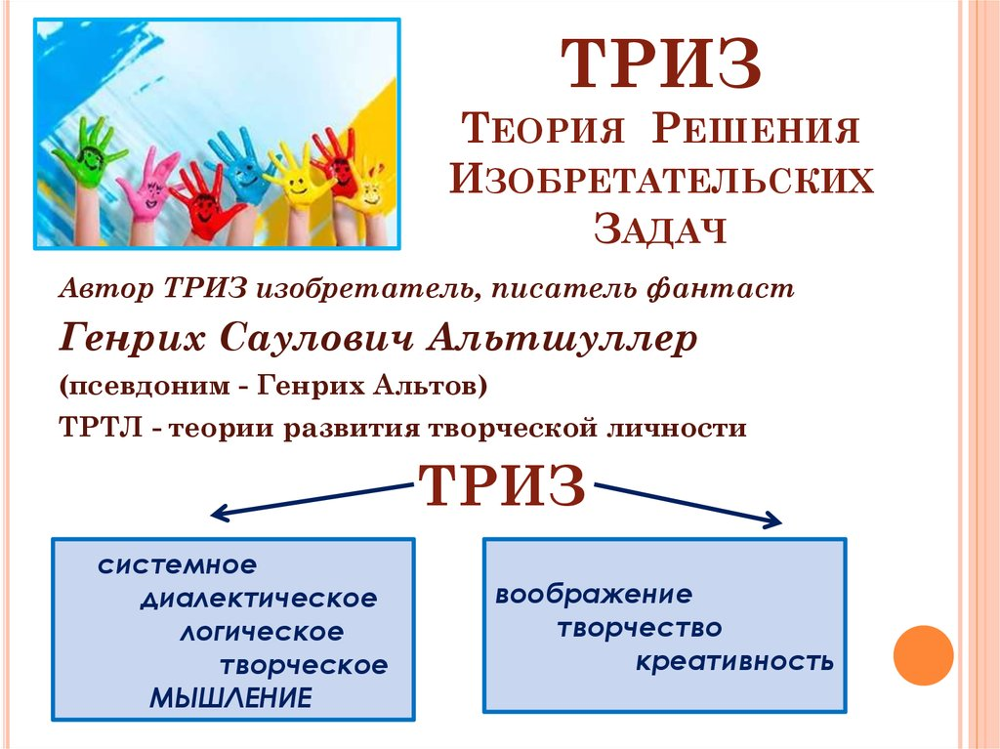 ТРИЗ
Теория Решения
Изобретательских
Задач
Автор ТРИЗ изобретатель, писатель фантаст
Генрих Саулович Альтшуллер
(псевдоним - Генрих Альтов)
ТРТЛ - теории развития творческой личности
ТРИЗ
системное
диалектическое
логическое
творческое
МЫШЛЕНИЕ
воображение
творчество
креативность